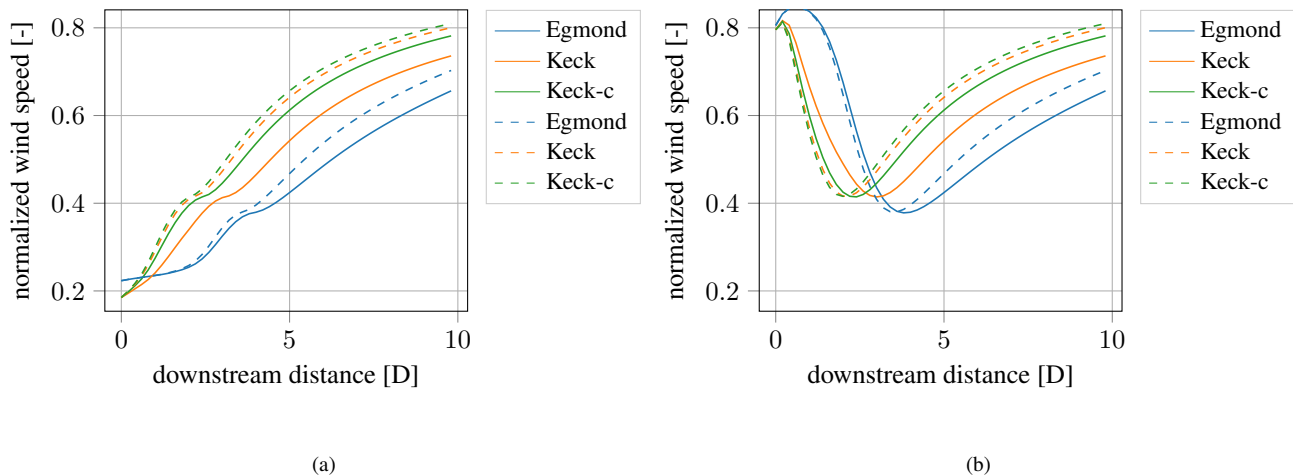 normalized wind speed [-]
0.8
0.6
0.4
0.2
0
5
10
downstream distance [D]
Egmond
Keck
Keck-c
Egmond
Keck
Keck-c
(a)
normalized wind speed [-]
0.8
0.6
0.4
0.2
0
5
10
downstream distance [D]
Egmond
Keck
Keck-c
Egmond
Keck
Keck-c
(b)